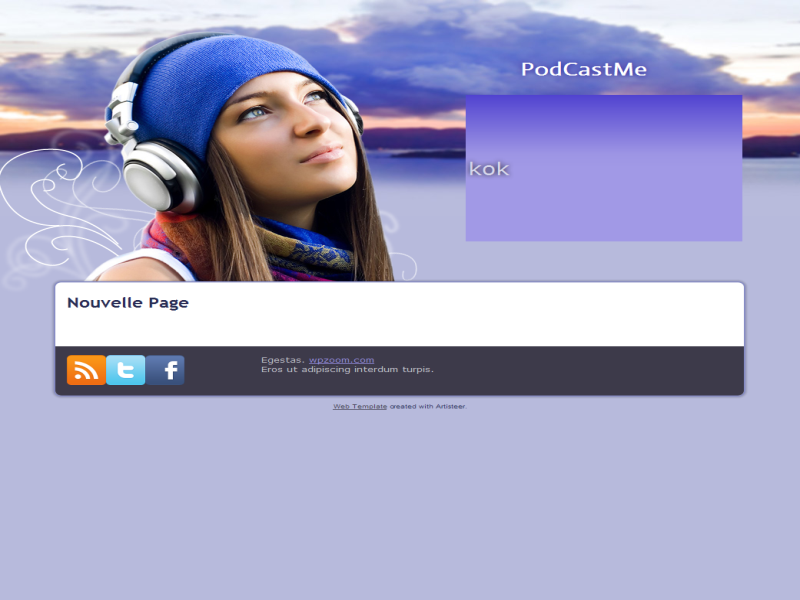 PodCastMe
kok
Nouvelle Page
Egestas. wpzoom.com
Eros ut adipiscing interdum turpis.
Web Template created with Artisteer.